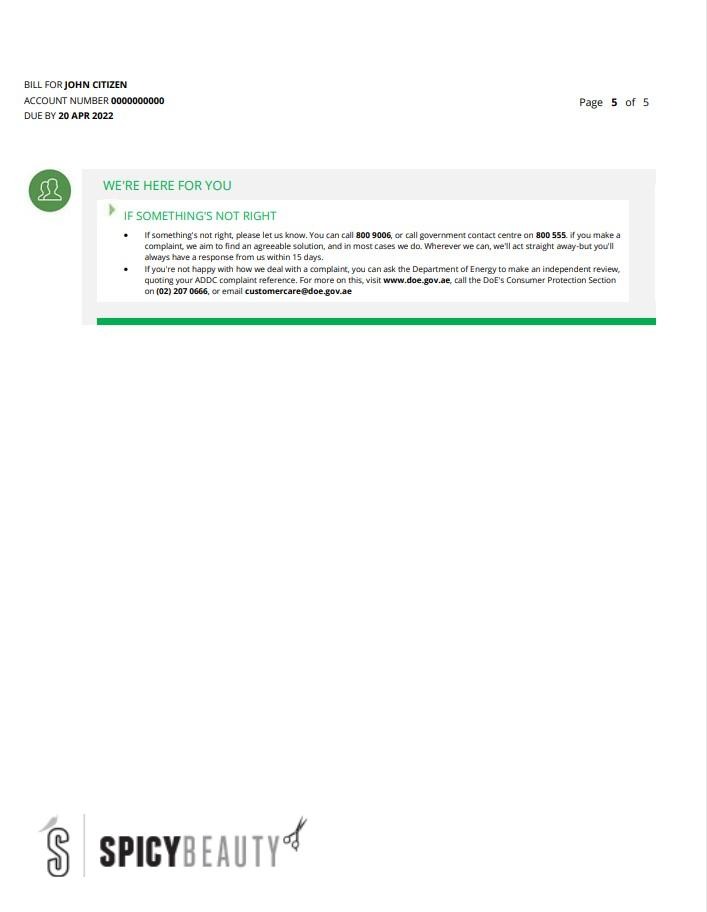 BILL FOR JOHN CITIZEN
ACCOUNT NUMBER 0000000000
DUE BY 20 APR 2022
Page 5 of 5
WE'RE HERE FOR YOU
IF SOMETHING'S NOT RIGHT
• If something's not right, please let us know. You can call 800 9006, or call government contact centre on 800 555. if you make a
complaint, we aim to find an agreeable solution, and in most cases we do. Wherever we can, we'll act straight away-but you'll
always have a response from us within 15 days.
• If you're not happy with how we deal with a complaint, you can ask the Department of Energy to make an independent review,
quoting your ADDC complaint reference. For more on this, visit www.doe.gov.ae, call the DoE's Consumer Protection Section
on (02) 207 0666, or email customercare@doe.gov.ae
S SPICYBEAUTY